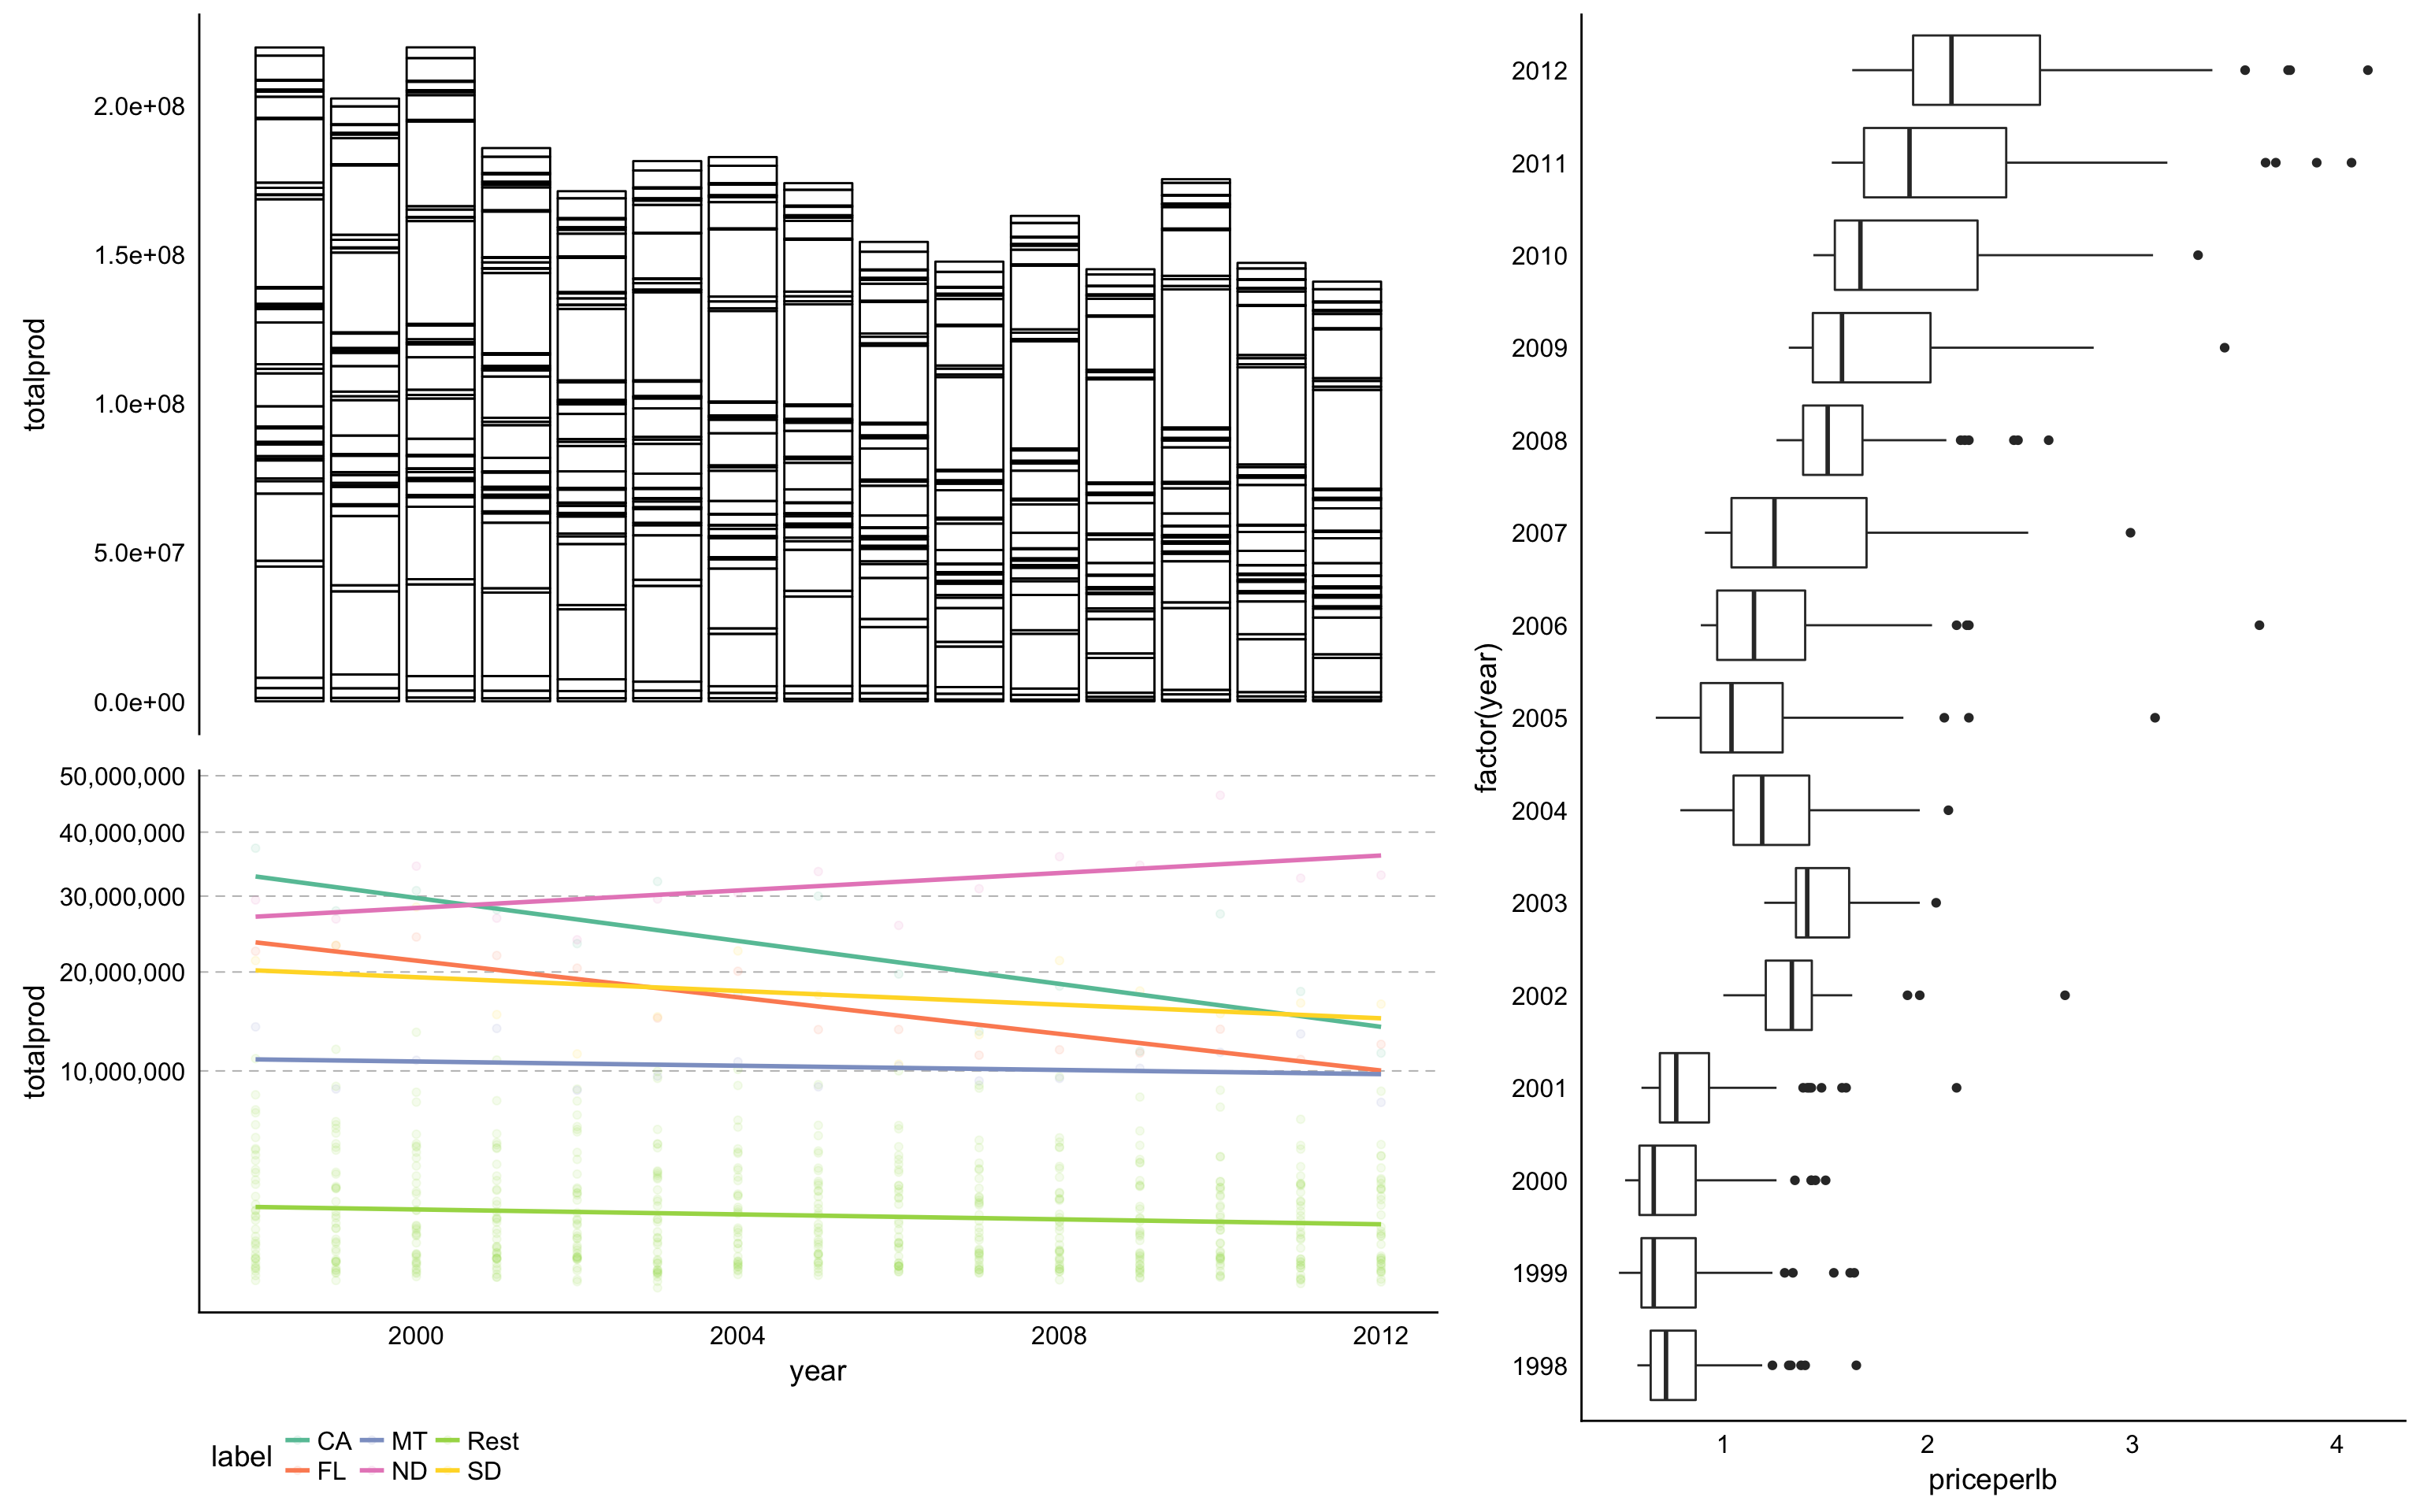 totalprod
2.0e+08
1.5e+08
1.0e+08
5.0e+07
0.0e+00
totalprod
50,000,000
40,000,000
30,000,000
20,000,000
10,000,000
2000 2004 2008 2012
year
label CA MT Rest
FL ND SD
factor(year)
2012
2011
2010
2009
2008
2007
2006
2005
2004
2003
2002
2001
2000
1999
1998
1 2 3 4
priceperlb